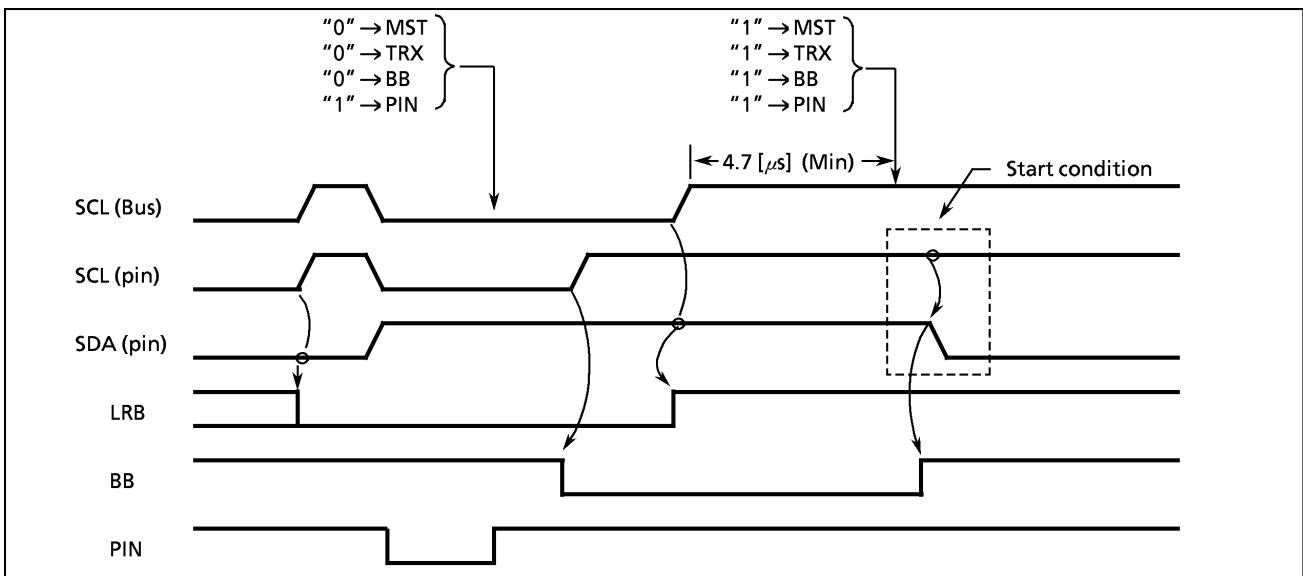 “0” → MST
“0” → TRX
“0” → BB
“1” → PIN
“1” → MST
“1” → TRX
“1” → BB
“1” → PIN
4.7 [μs] (Min)
Start condition
SCL (Bus)
SCL (pin)
SDA (pin)
LRB
BB
PIN